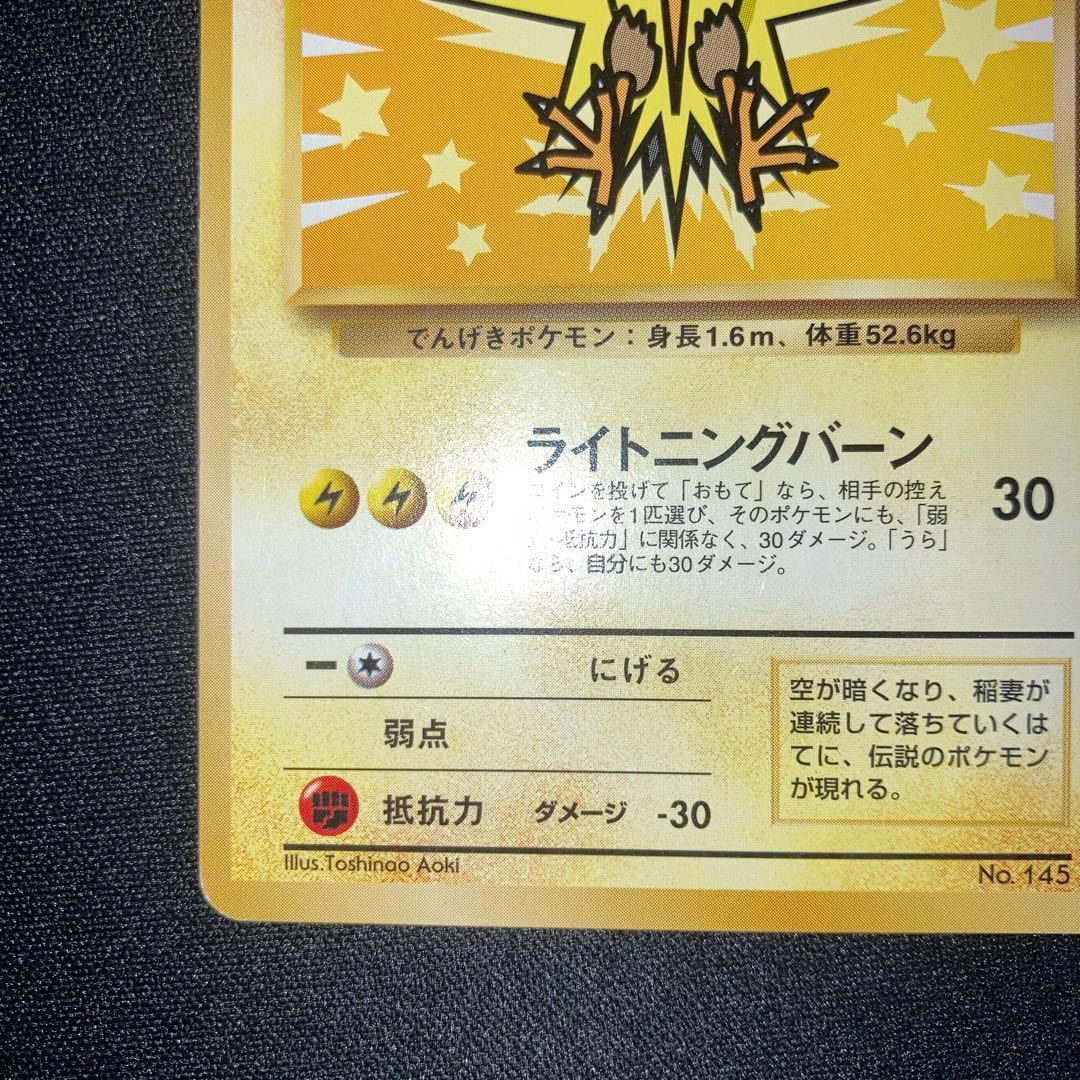 でんげきポケモン：身長1.6m、体重52.6kg
ライトニングバーン
インを投げて「おもて」なら、相手の控え
モンを1匹選び、そのポケモンにも、「弱
抵抗力」に関係なく、30ダメージ。「うら」
ら、自分にも30ダメージ。
30
にげる
弱点
抵抗力 ダメージ -30
空が暗くなり、稲妻が
連続して落ちていくは
てに、伝説のポケモン
が現れる。
Illus.Toshinao Aoki
No. 145